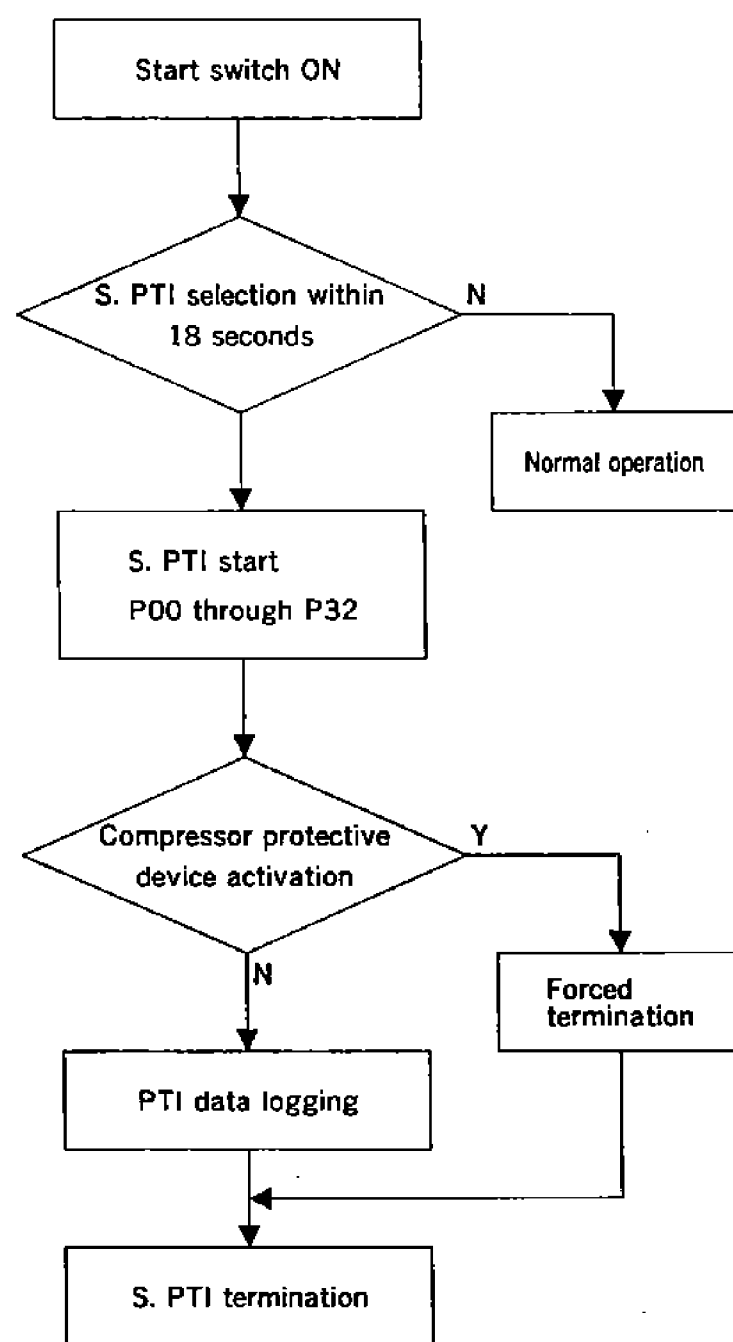 Start switch ON
S. PTI selection within
18 seconds
N
Normal operation
S. PTI start
P00 through P32
Compressor protective
device activation
Y
N
Forced
termination
PTI data logging
S. PTI termination